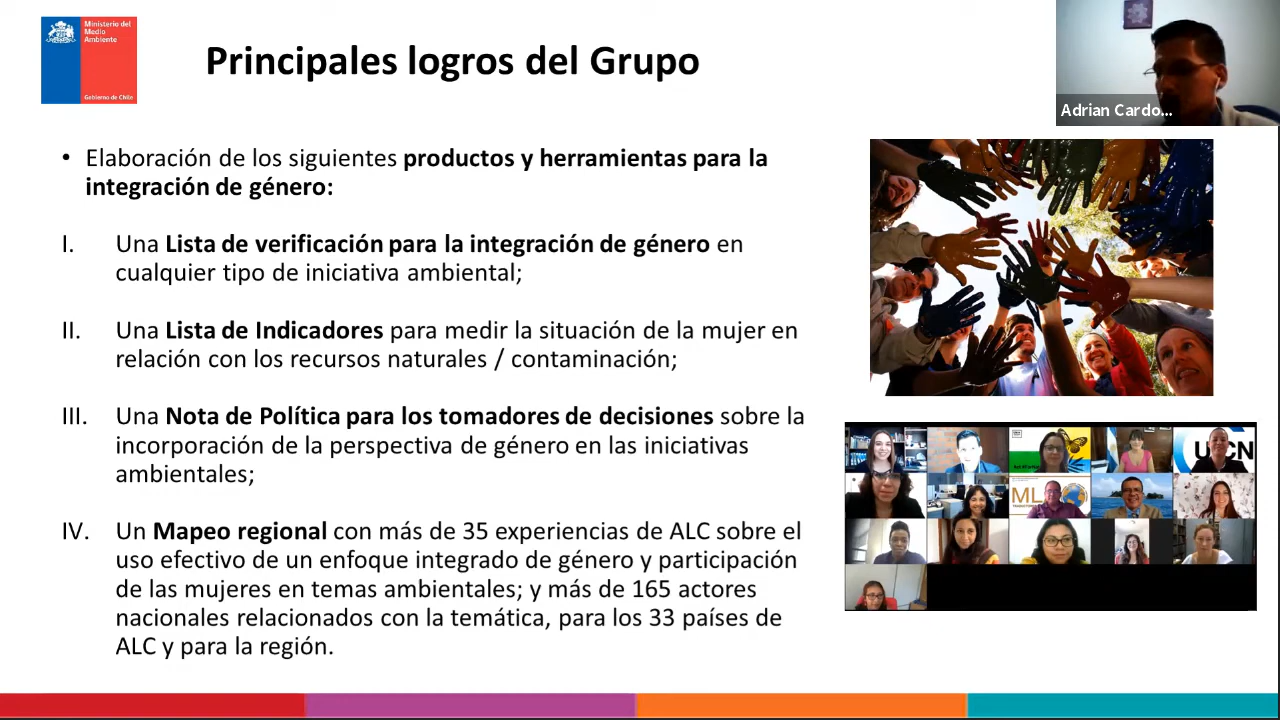 Ministerio del
Medio
Ambiente
Gobierno de Chile
Principales logros del Grupo
Adrian Cardo...
• Elaboración de los siguientes productos y herramientas para la
integración de género:
I. Una Lista de verificación para la integración de género en
cualquier tipo de iniciativa ambiental;
II. Una Lista de Indicadores para medir la situación de la mujer en
relación con los recursos naturales / contaminación;
III. Una Nota de Política para los tomadores de decisiones sobre la
incorporación de la perspectiva de género en las iniciativas
ambientales;
IV. Un Mapeo regional con más de 35 experiencias de ALC sobre el
uso efectivo de un enfoque integrado de género y participación
de las mujeres en temas ambientales; y más de 165 actores
nacionales relacionados con la temática, para los 33 países de
ALC y para la región.